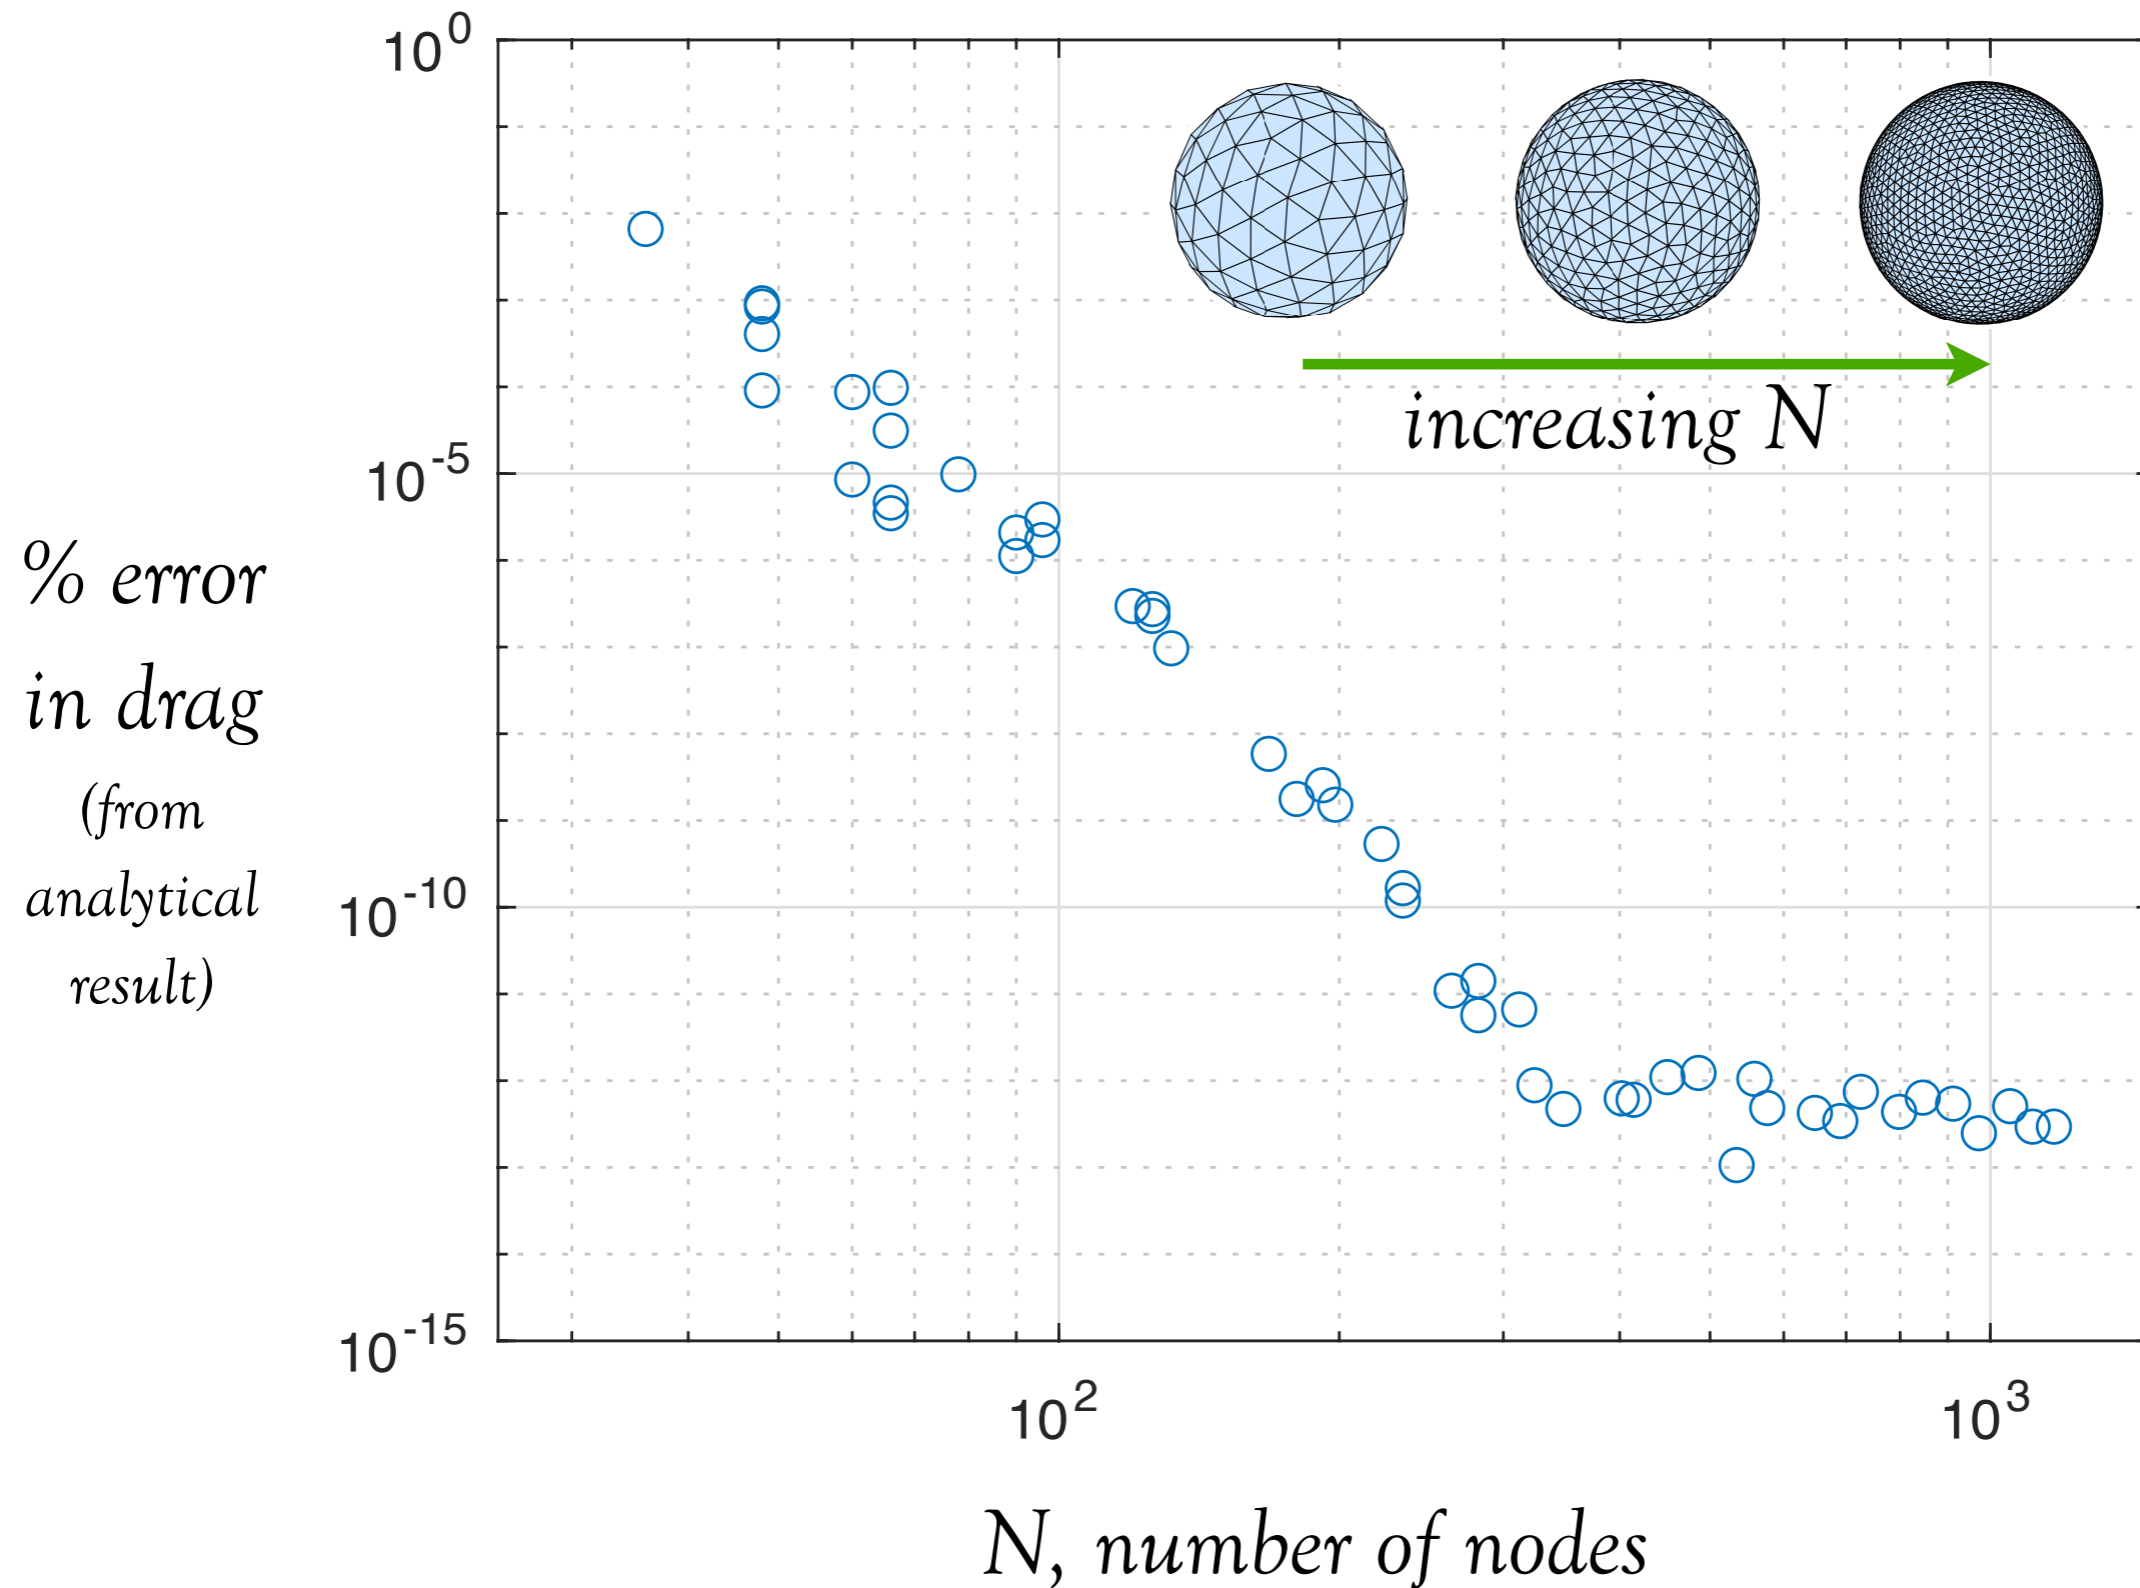 10^0
10^-5
10^-10
10^-15
% error
in drag
(from
analytical
result)
increasing N
10^2
10^3
N, number of nodes